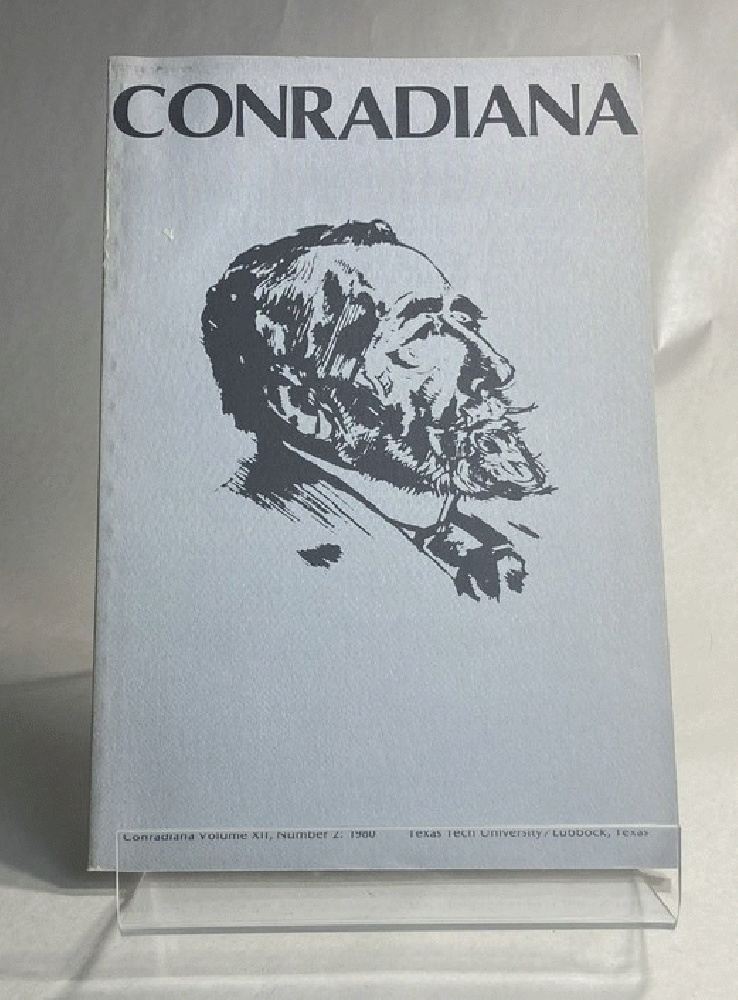 CONRADIANA
Conradiana Volume XII, Number 2: 1980 Texas Tech University/Lubbock, Texas